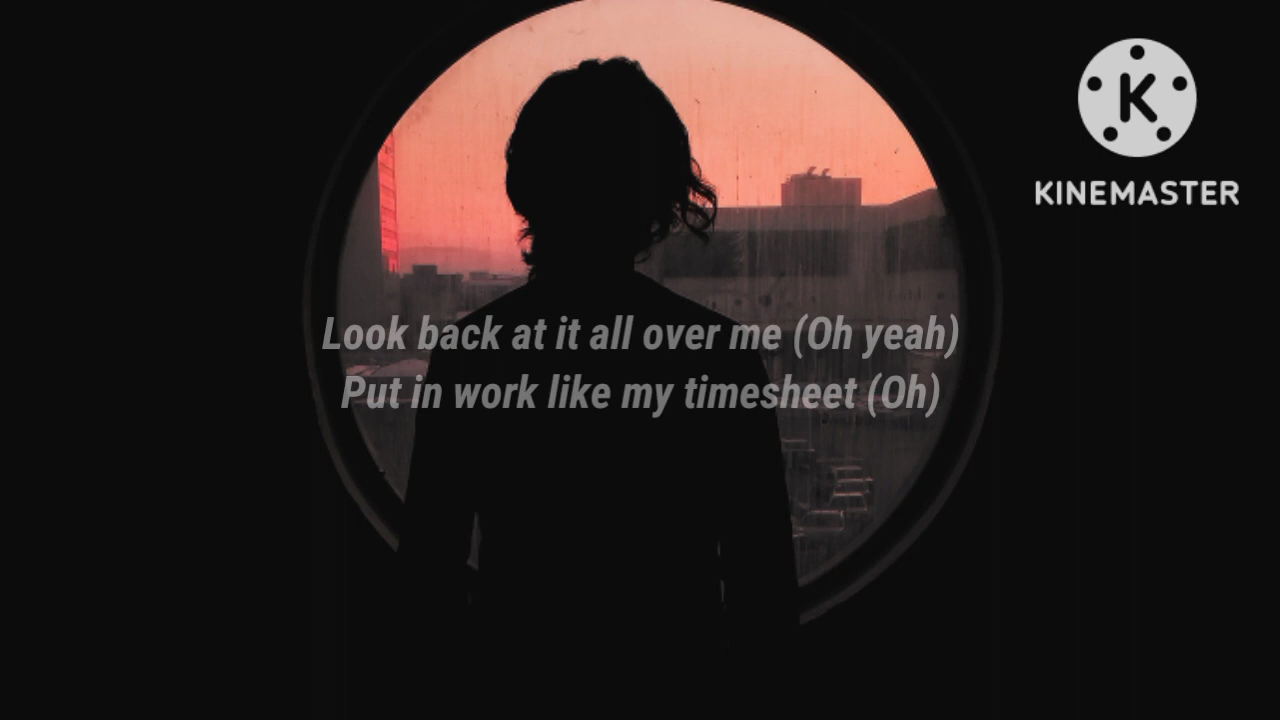 KINEMASTER
Look back at it all over me (Oh yeah)
Put in work like my timesheet (Oh)